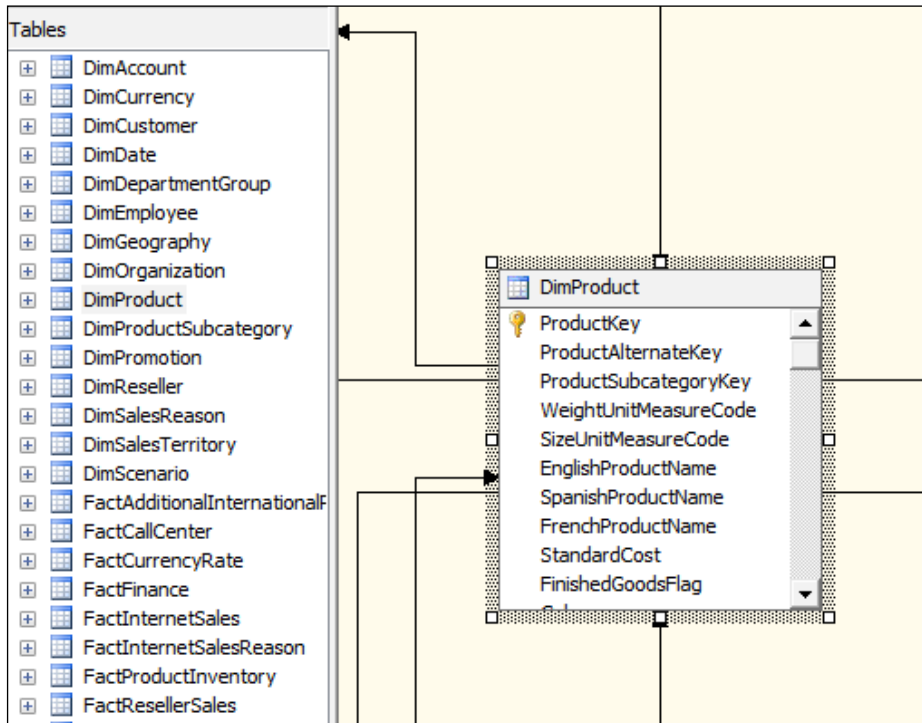 Tables
DimAccount
DimCurrency
DimCustomer
DimDate
DimDepartmentGroup
DimEmployee
DimGeography
DimOrganization
DimProduct
DimProductSubcategory
DimPromotion
DimReseller
DimSalesReason
DimSalesTerritory
DimScenario
FactCallCenter
FactCurrencyRate
FactFinance
FactInternetSales
FactInternetSalesReason
FactProductInventory
FactResellerSales
DimProduct
ProductKey
ProductAlternateKey
ProductSubcategoryKey
WeightUnitMeasureCode
SizeUnitMeasureCode
EnglishProductName
SpanishProductName
FrenchProductName
StandardCost
FinishedGoodsFlag